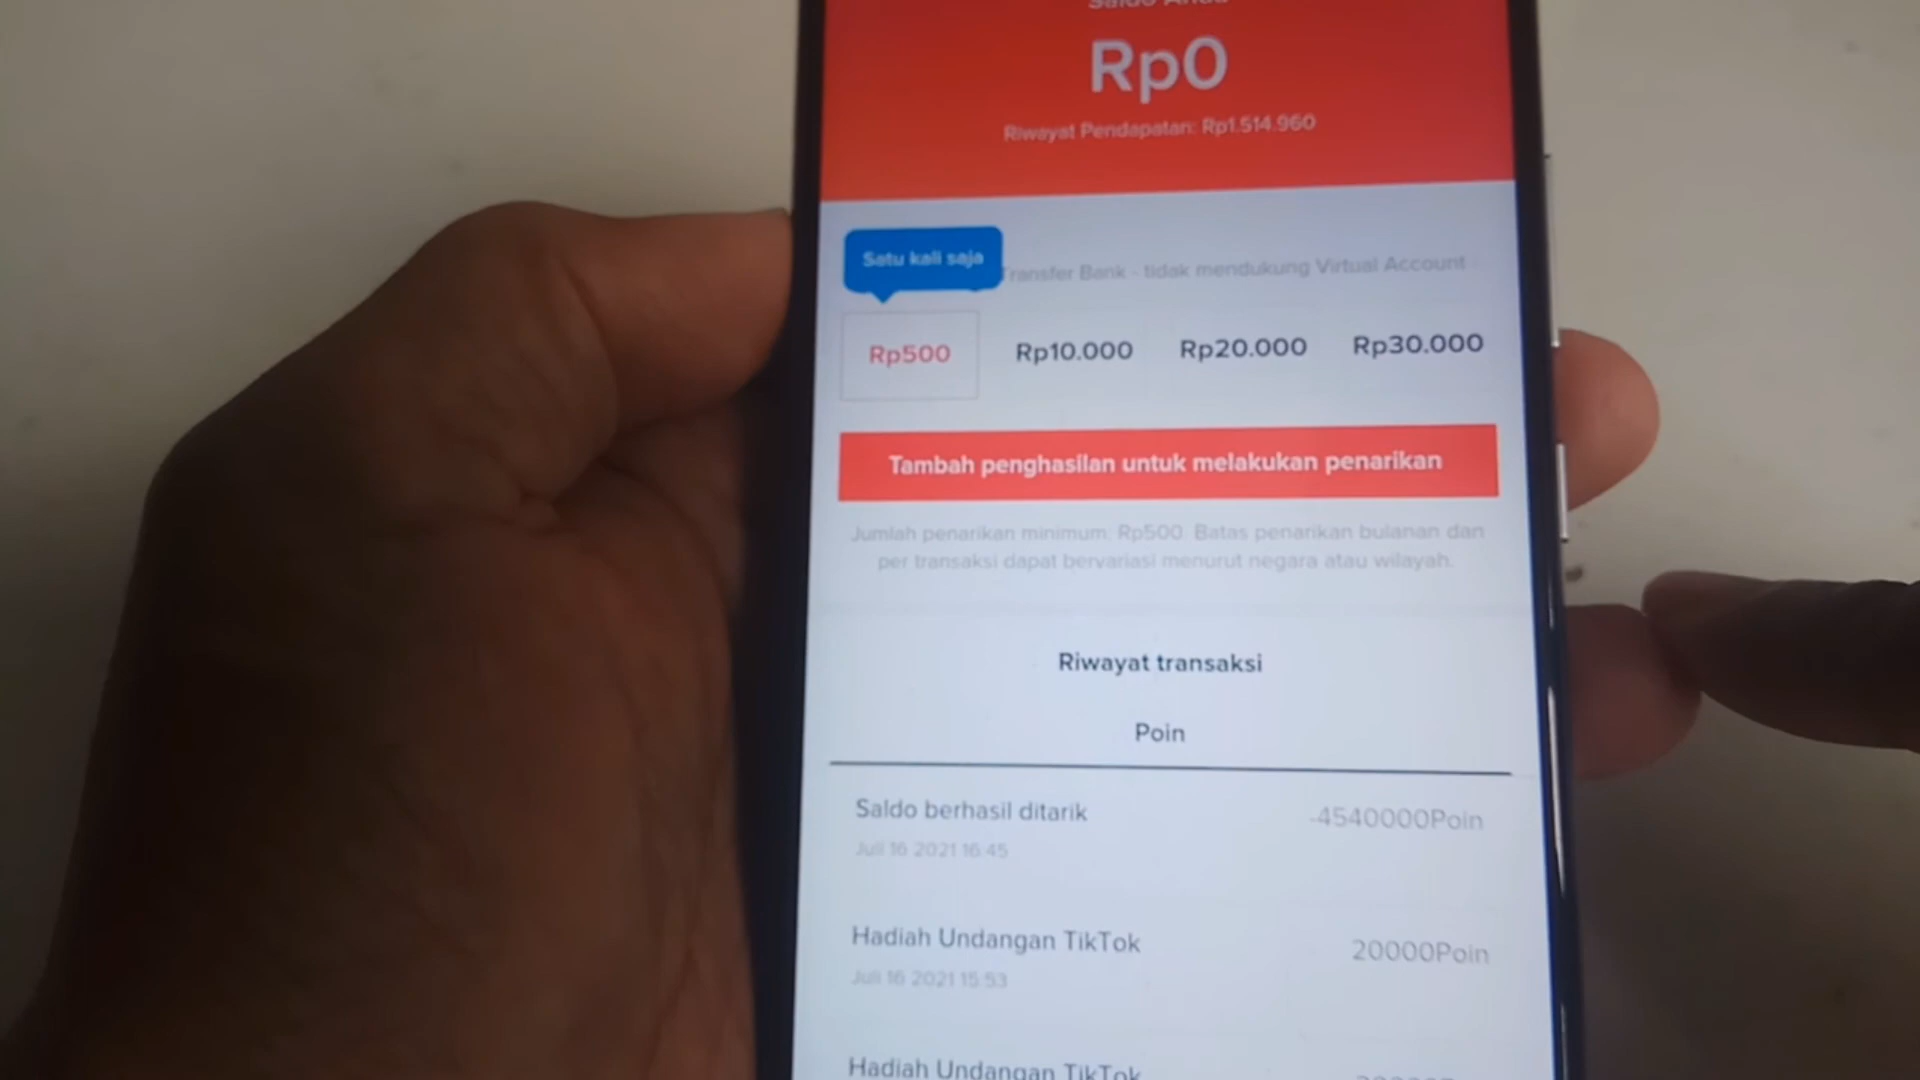 Saldo Anda
Rp0
Riwayat Pendapatan: Rp1.514.960
Satu kali saja
Transfer Bank - tidak mendukung Virtual Account
Rp500 Rp10.000 Rp20.000 Rp30.000
Tambah penghasilan untuk melakukan penarikan
Jumlah penarikan minimum: Rp500. Batas penarikan bulanan dan
per transaksi dapat bervariasi menurut negara atau wilayah.
Riwayat transaksi
Poin
Saldo berhasil ditarik -4540000Poin
Juli 16 2021 16:45
Hadiah Undangan TikTok 20000Poin
Juli 16 2021 15:53
Hadiah Undangan TikTok